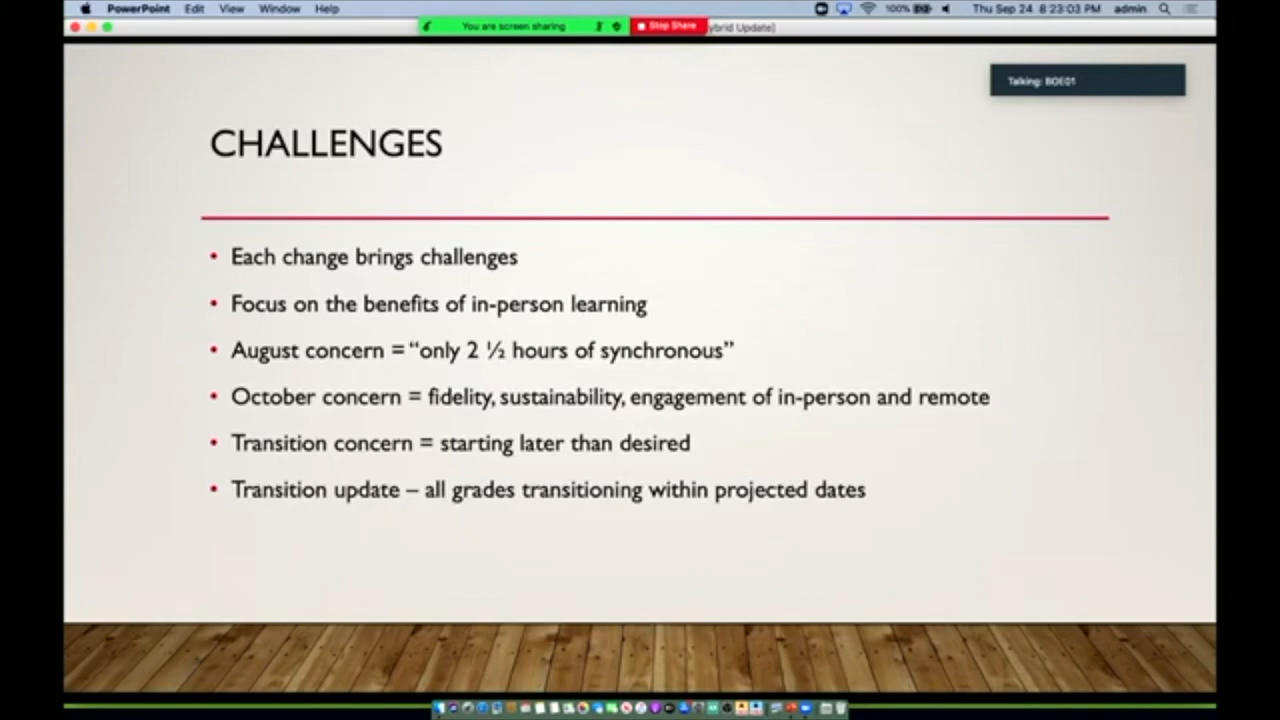 PowerPoint Edit View Window Help 100% Thu Sep 24 8:23:03 PM admin
You are screen sharing Stop Share ybrid Update]
Talking: BOE01
CHALLENGES
• Each change brings challenges
• Focus on the benefits of in-person learning
• August concern = “only 2 ½ hours of synchronous”
• October concern = fidelity, sustainability, engagement of in-person and remote
• Transition concern = starting later than desired
• Transition update – all grades transitioning within projected dates